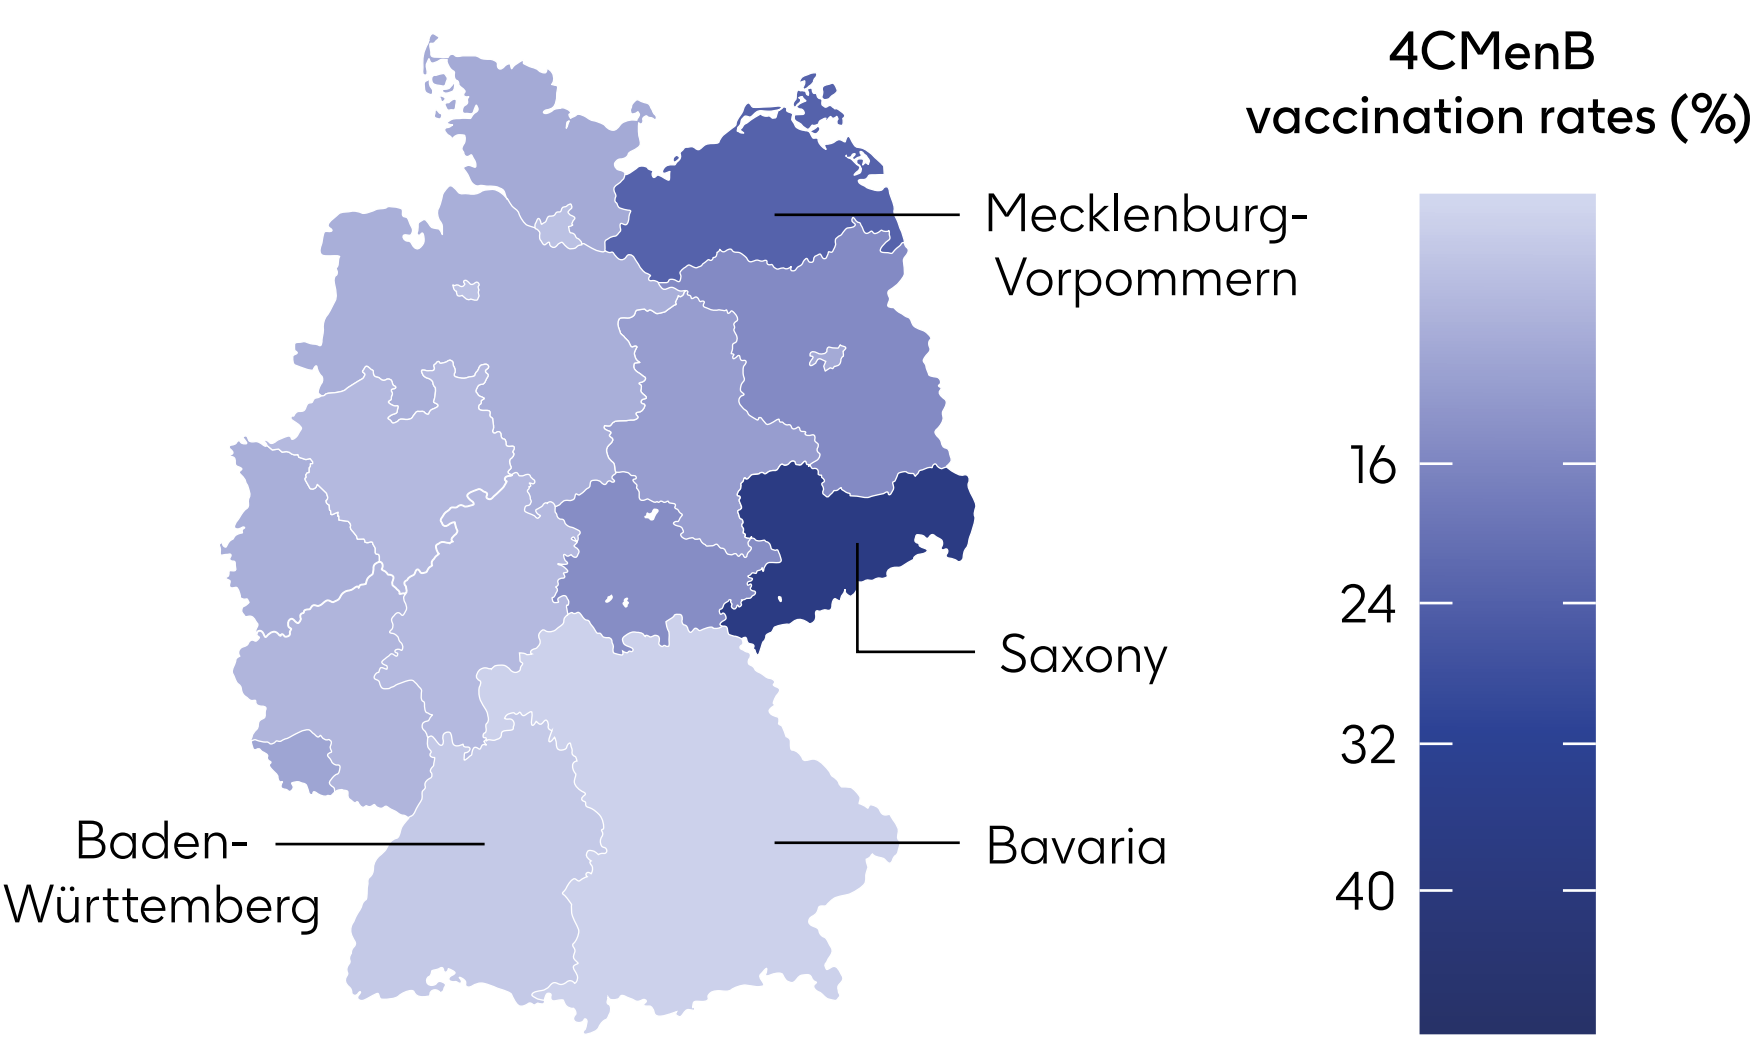 4CMenB
vaccination rates (%)
Mecklenburg-
Vorpommern
16
24
Saxony
32
Baden-
Württemberg
Bavaria
40